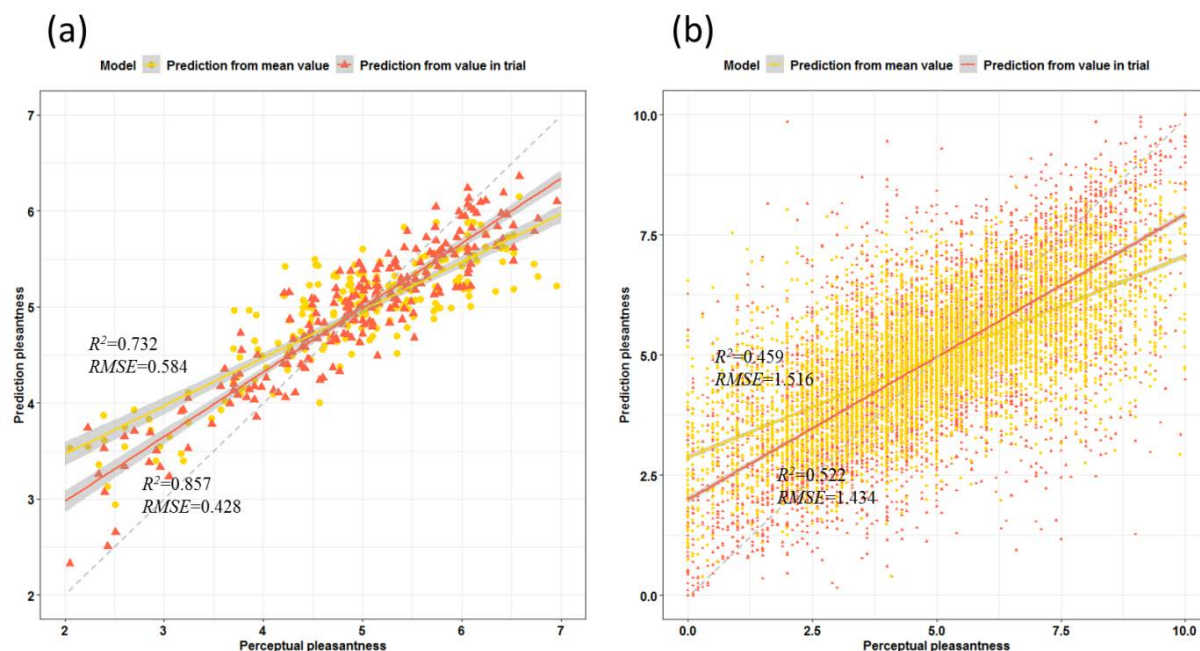 (a)
Model Prediction from mean value Prediction from value in trial
7
6
5
4
3
2
Prediction plesantness
R²=0.732
RMSE=0.584
R²=0.857
RMSE=0.428
2 3 4 5 6 7
Perceptual pleasantness
(b)
Model Prediction from mean value Prediction from value in trial
10.0
7.5
5.0
2.5
0.0
Prediction plesantness
R²=0.459
RMSE=1.516
R²=0.522
RMSE=1.434
0.0 2.5 5.0 7.5 10.0
Perceptual pleasantness